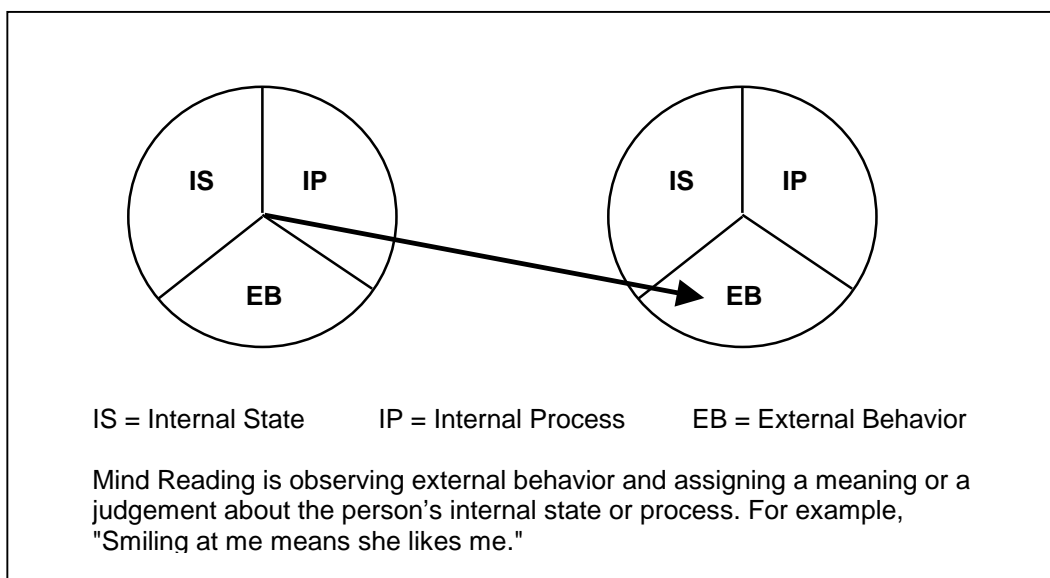 IS IP IS IP
EB EB
IS = Internal State IP = Internal Process EB = External Behavior
Mind Reading is observing external behavior and assigning a meaning or a
judgement about the person's internal state or process. For example,
"Smiling at me means she likes me."